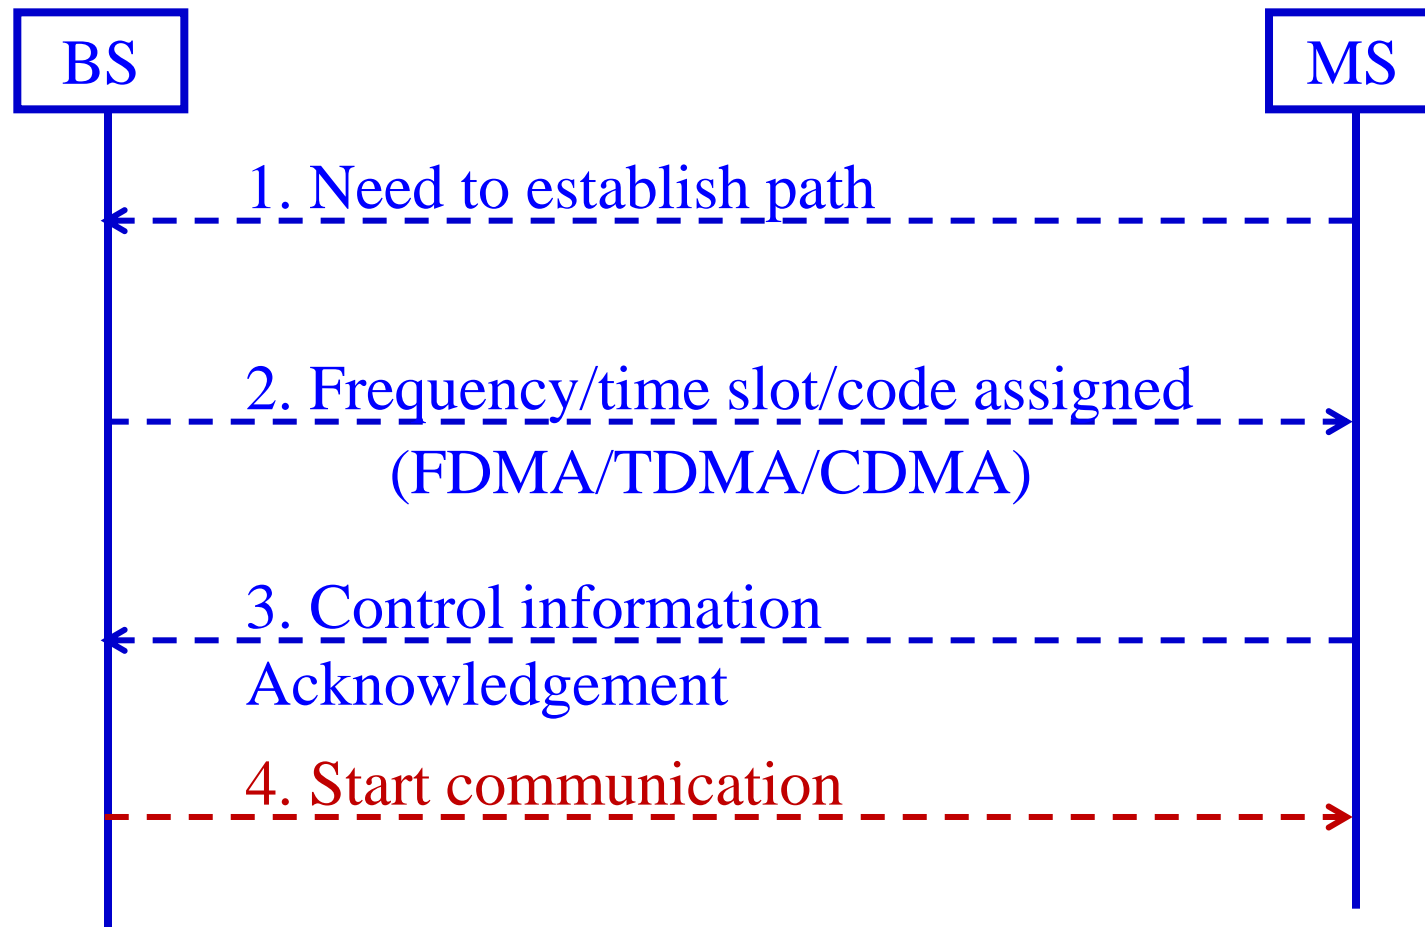 BS
MS
1. Need to establish path
2. Frequency/time slot/code assigned
(FDMA/TDMA/CDMA)
3. Control information
Acknowledgement
4. Start communication